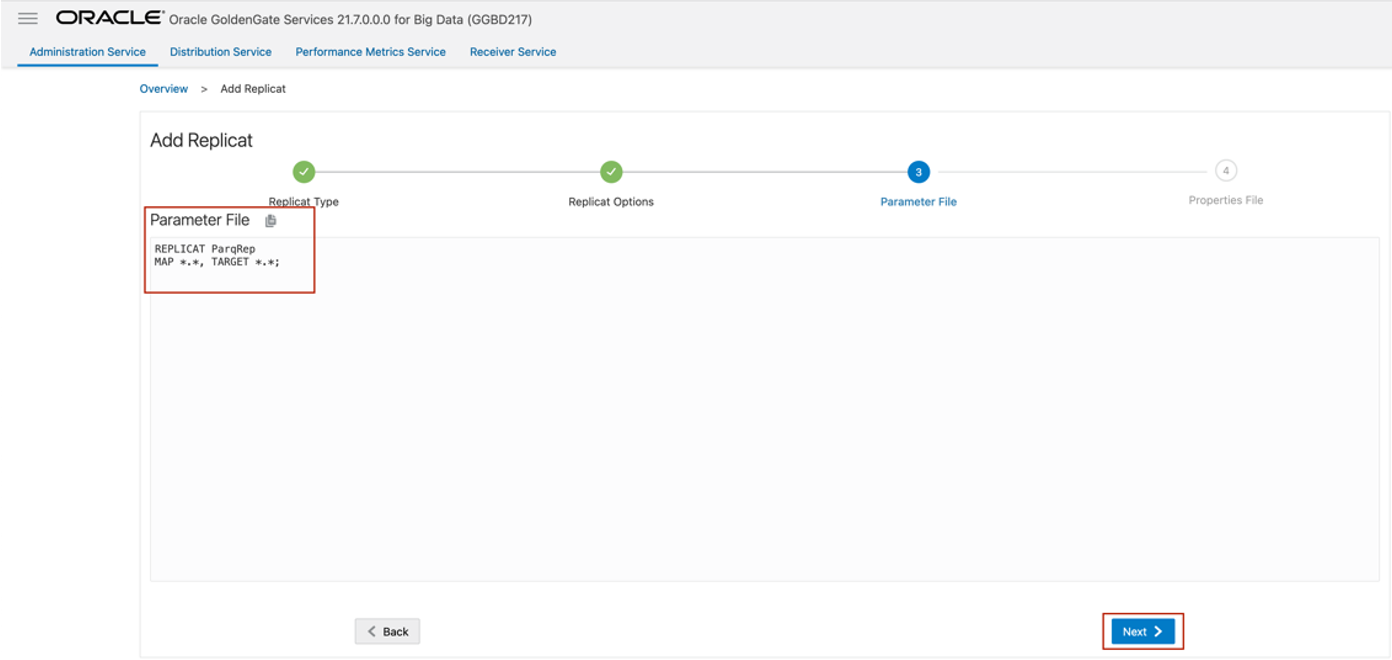 ORACLE® Oracle GoldenGate Services 21.7.0.0.0 for Big Data (GGBD217)
Administration Service Distribution Service Performance Metrics Service Receiver Service
Overview > Add Replicat
Add Replicat
3
4
Replicat Type Replicat Options Parameter File Properties File
Parameter File
REPLICAT ParqRep
MAP *.*, TARGET *.*;
Back Next